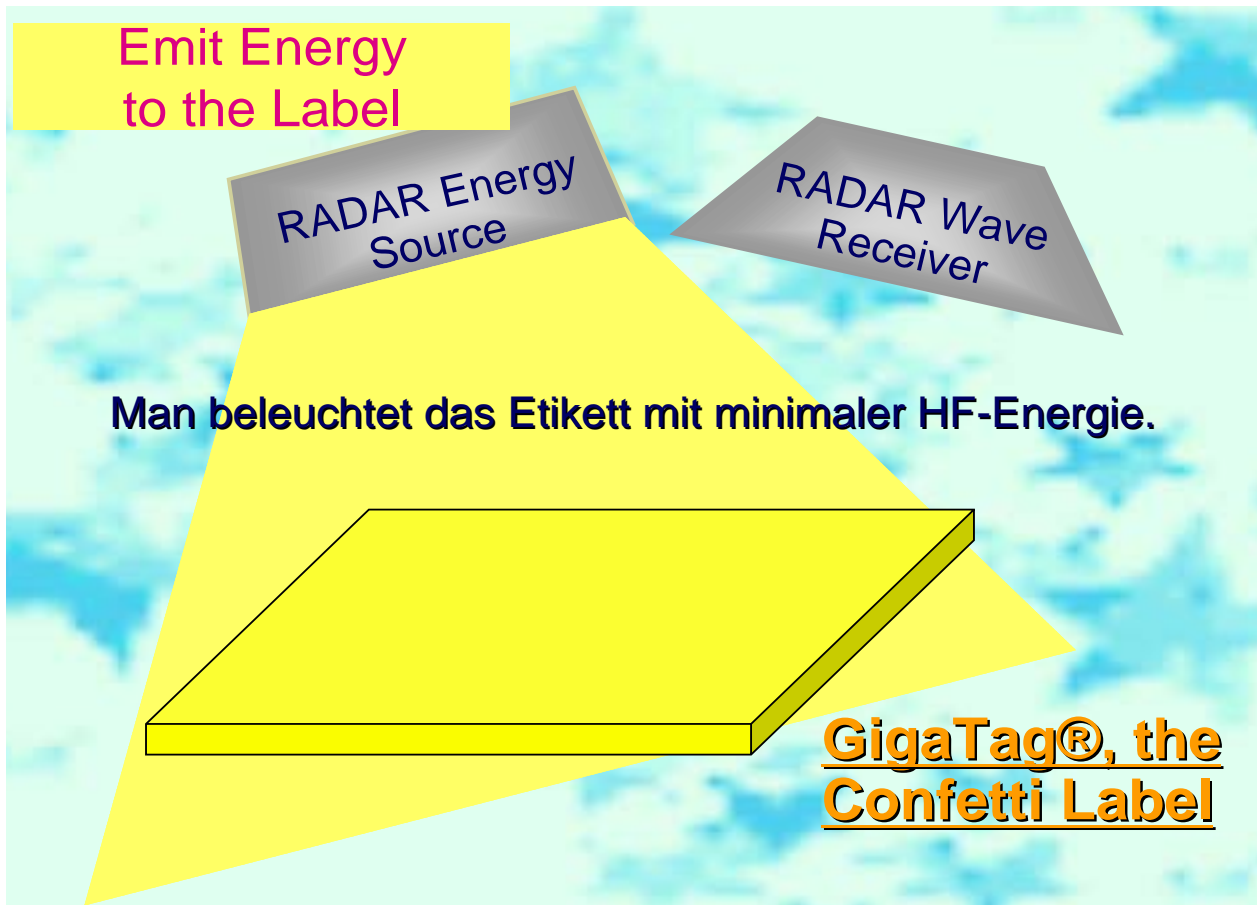 Emit Energy
to the Label
RADAR Energy
Source
RADAR Wave
Receiver
Man beleuchtet das Etikett mit minimaler HF-Energie.
GigaTag®, the
Confetti Label